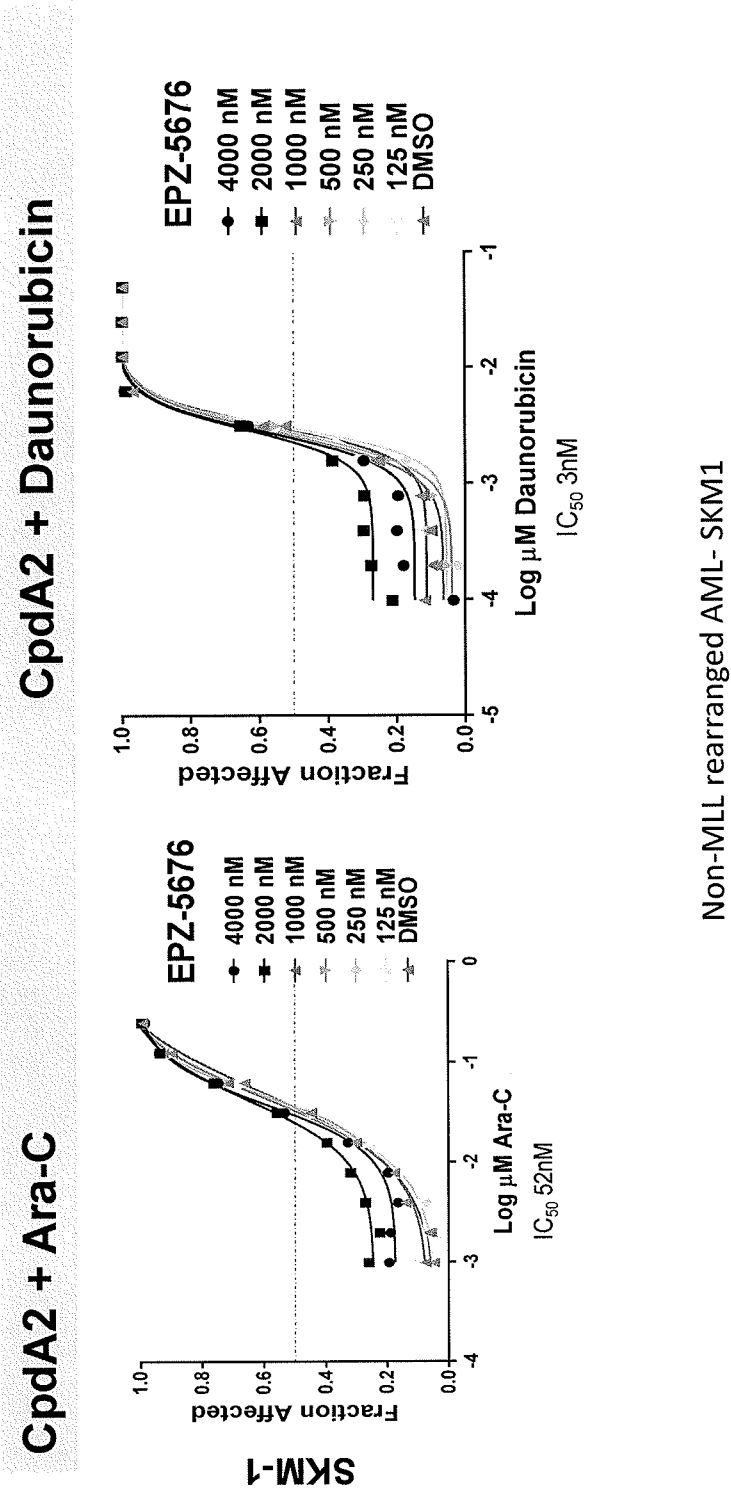 CpdA2 + Ara-C
CpdA2 + Daunorubicin
SKM-1
Fraction Affected
1.0
0.8
0.6
0.4
0.2
0.0
-4
-3
-2
-1
0
Log μM Ara-C
IC50 52nM
EPZ-5676
4000 nM
2000 nM
1000 nM
500 nM
250 nM
125 nM
DMSO
Fraction Affected
1.0
0.8
0.6
0.4
0.2
0.0
-5
-4
-3
-2
-1
Log μM Daunorubicin
IC50 3nM
EPZ-5676
4000 nM
2000 nM
1000 nM
500 nM
250 nM
125 nM
DMSO
Non-MLL rearranged AML- SKM1